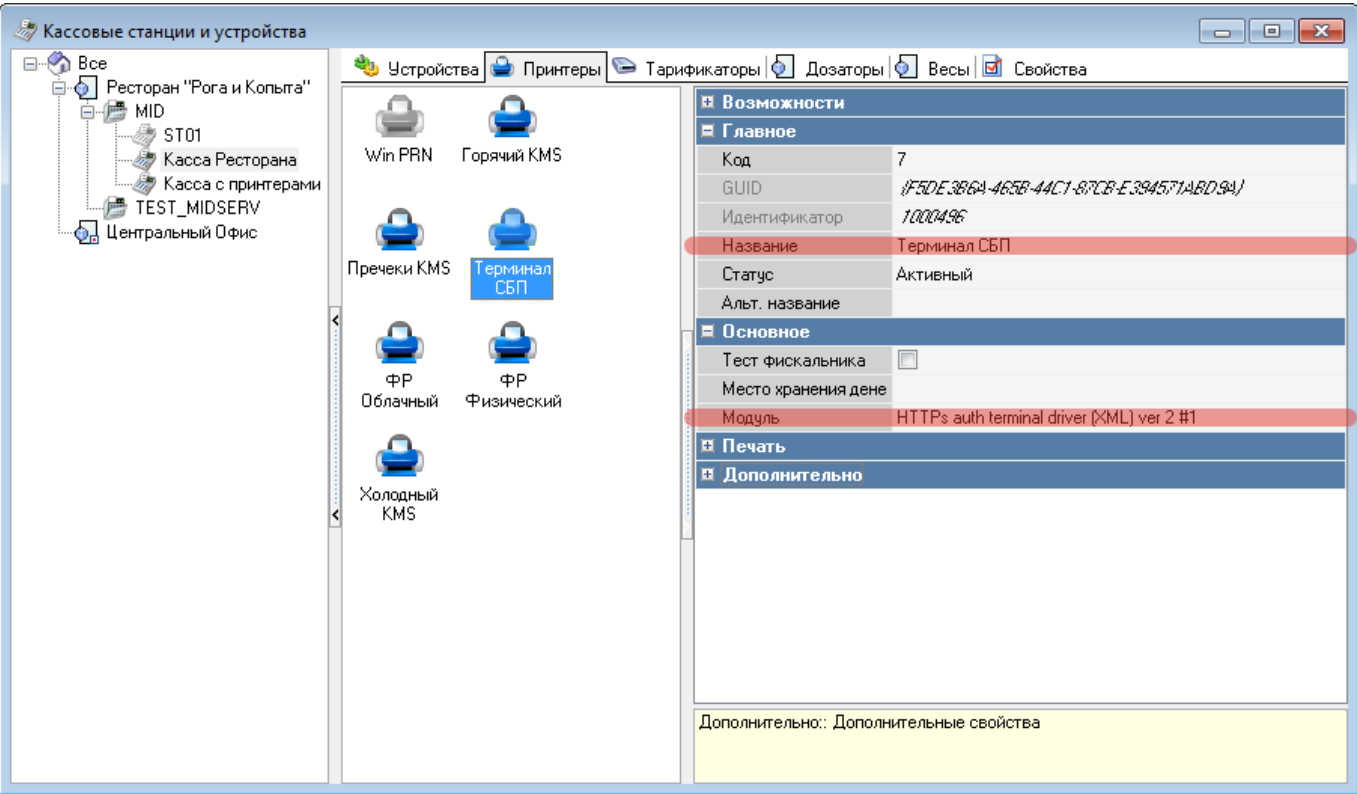 Кассовые станции и устройства
Все
Ресторан "Рога и Копыта"
MID
ST01
Касса Ресторана
Касса с принтерами
TEST_MIDSERV
Центральный Офис
Устройства Принтеры Тарификаторы Дозаторы Весы Свойства
Win PRN Горячий KMS
Пречеки KMS Терминал
СБП
ФР ФР
Облачный Физический
Холодный
KMS
Возможности
Главное
Код 7
GUID {F5DE3B6A-465B-44C1-87CB-E394571ABD9A}
Идентификатор 1000496
Название Терминал СБП
Статус Активный
Альт. название
Основное
Тест фискальника
Место хранения дене
Модуль HTTPs auth terminal driver (XML) ver 2 #1
Печать
Дополнительно
Дополнительно:: Дополнительные свойства